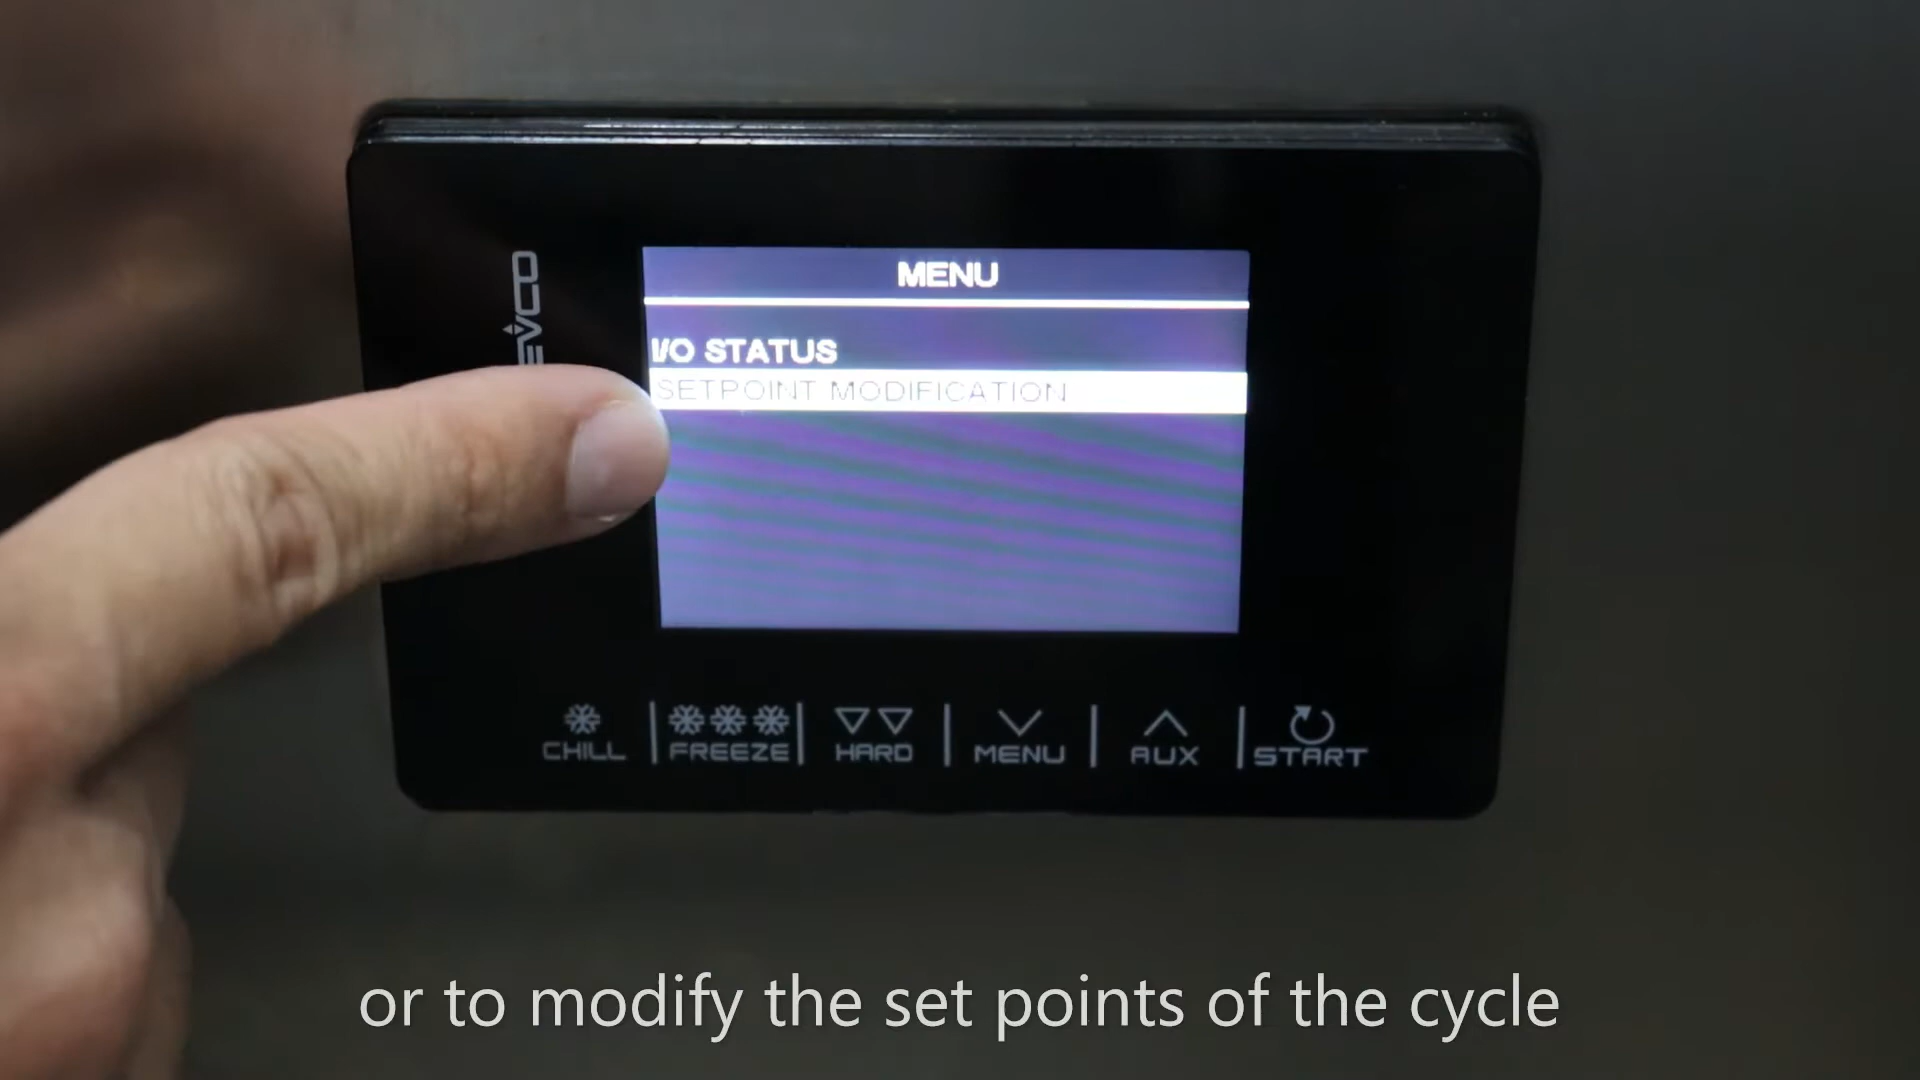 MENU
I/O STATUS
SETPOINT MODIFICATION
EVCO
CHILL
FREEZE
HARD
MENU
AUX
START
or to modify the set points of the cycle